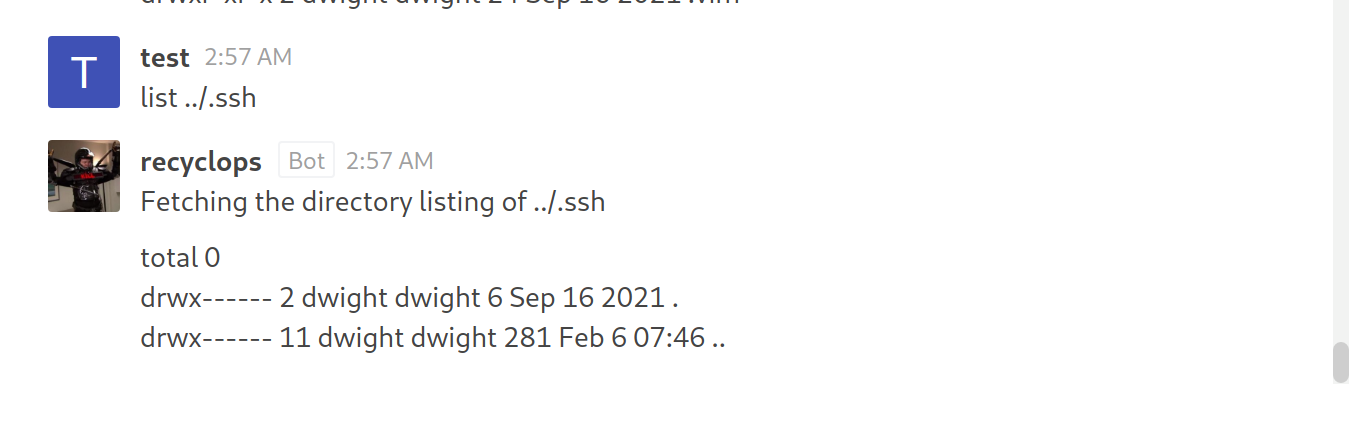 T
test 2:57 AM
list ../.ssh
recyclops Bot 2:57 AM
Fetching the directory listing of ../.ssh
total 0
drwx------ 2 dwight dwight 6 Sep 16 2021 .
drwx------ 11 dwight dwight 281 Feb 6 07:46 ..